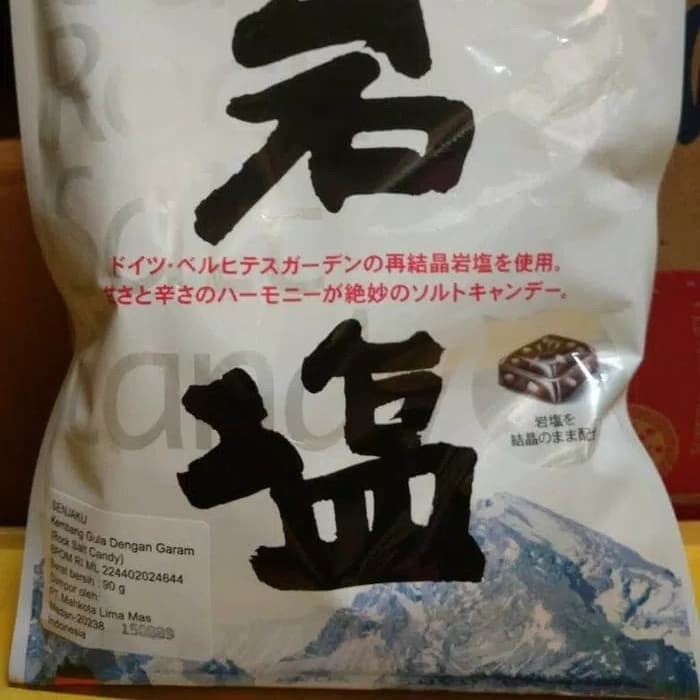 Rock
Salt
岩
ドイツ・ベルヒテスガーデンの再結晶岩塩を使用。
甘さと辛さのハーモニーが絶妙のソルトキャンデー。
Candy
塩
岩塩を
結晶のまま配
SENJAKU
Kembang Gula Dengan Garam
(Rock Salt Candy)
BPOM RI ML 224402024644
Berat bersih : 90 g
Diimpor oleh:
PT. Mahkota Lima Mas
Medan-20238
Indonesia